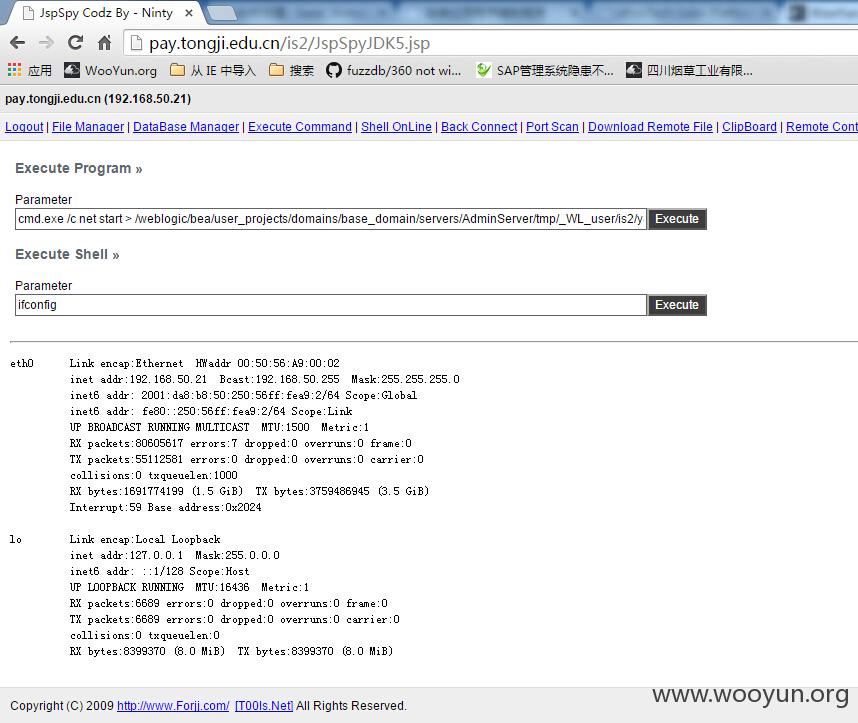 JspSpy Codz By - Ninty
pay.tongji.edu.cn/is2/JspSpyJDK5.jsp
应用 WooYun.org 从 IE 中导入 搜索 fuzzdb/360 not wi... SAP管理系统隐患不... 四川烟草工业有限...
pay.tongji.edu.cn (192.168.50.21)
Logout | File Manager | DataBase Manager | Execute Command | Shell OnLine | Back Connect | Port Scan | Download Remote File | ClipBoard | Remote Cont
Execute Program »
Parameter
cmd.exe /c net start > /weblogic/bea/user_projects/domains/base_domain/servers/AdminServer/tmp/_WL_user/is2/y Execute
Execute Shell »
Parameter
ifconfig Execute
eth0 Link encap:Ethernet HWaddr 00:50:56:A9:00:02
inet addr:192.168.50.21 Bcast:192.168.50.255 Mask:255.255.255.0
inet6 addr: 2001:da8:b8:50:250:56ff:fea9:2/64 Scope:Global
inet6 addr: fe80::250:56ff:fea9:2/64 Scope:Link
UP BROADCAST RUNNING MULTICAST MTU:1500 Metric:1
RX packets:80605617 errors:7 dropped:0 overruns:0 frame:0
TX packets:55112581 errors:0 dropped:0 overruns:0 carrier:0
collisions:0 txqueuelen:1000
RX bytes:1691774199 (1.5 GiB) TX bytes:3759486945 (3.5 GiB)
Interrupt:59 Base address:0x2024
lo Link encap:Local Loopback
inet addr:127.0.0.1 Mask:255.0.0.0
inet6 addr: ::1/128 Scope:Host
UP LOOPBACK RUNNING MTU:16436 Metric:1
RX packets:6689 errors:0 dropped:0 overruns:0 frame:0
TX packets:6689 errors:0 dropped:0 overruns:0 carrier:0
collisions:0 txqueuelen:0
RX bytes:8399370 (8.0 MiB) TX bytes:8399370 (8.0 MiB)
www.wooyun.org
Copyright (C) 2009 http://www.Forjj.com/ [T00ls.Net] All Rights Reserved.